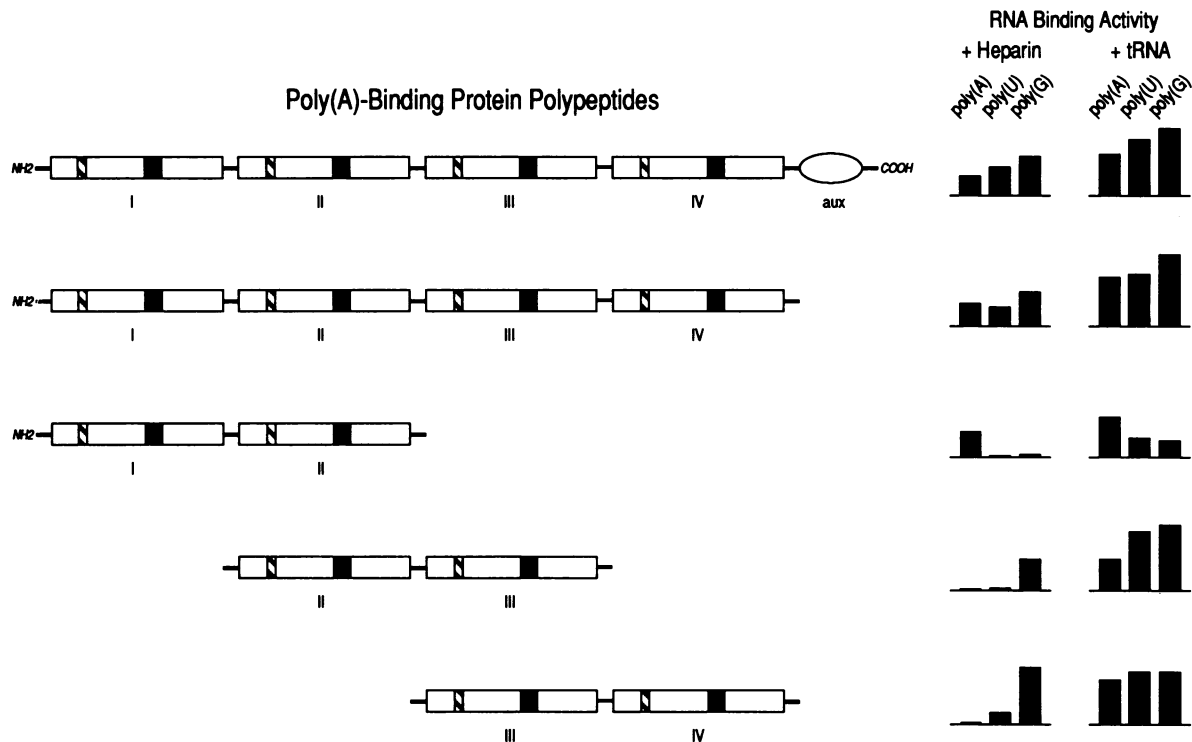 RNA Binding Activity
+ Heparin + tRNA
poly(A) poly(U) poly(G) poly(A) poly(U) poly(G)
Poly(A)-Binding Protein Polypeptides
NH2 COOH
I II III IV aux
NH2
I II III IV
NH2
I II
II III
III IV